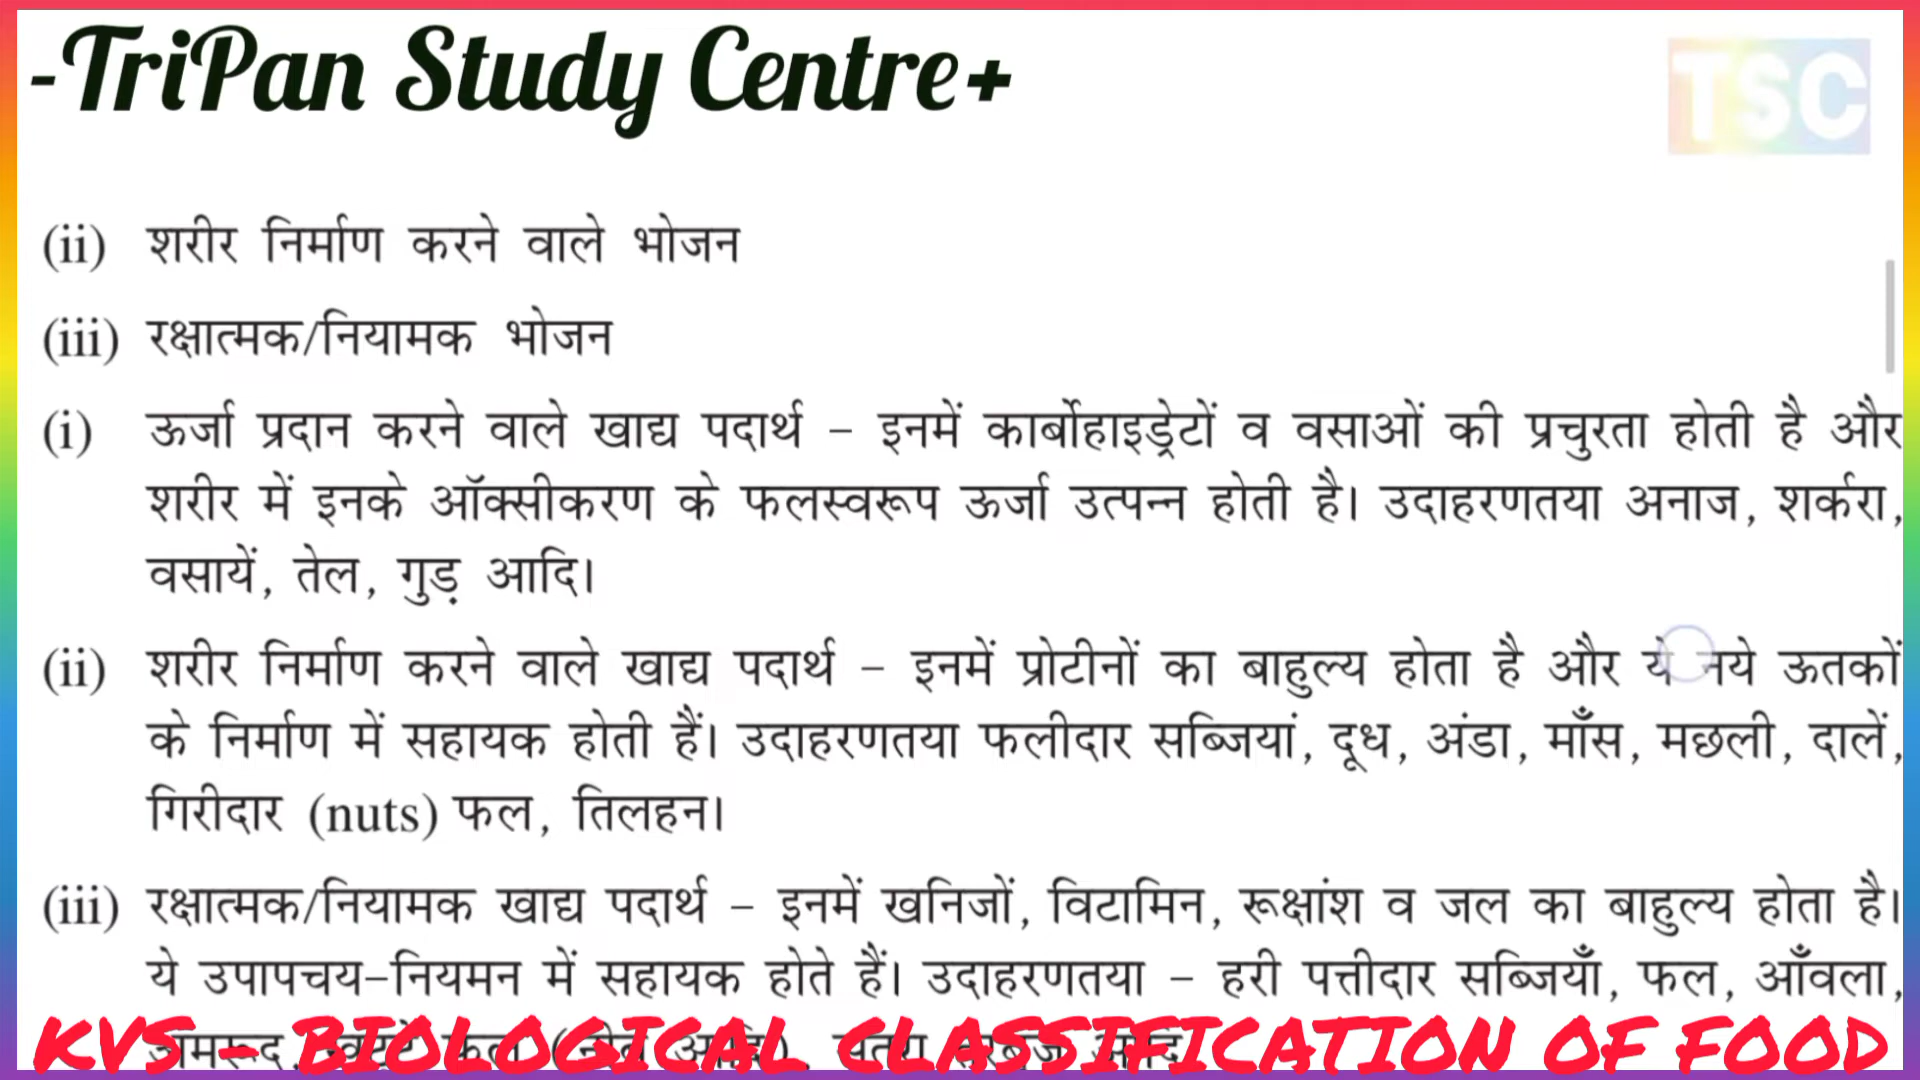 -TriPan Study Centre+
TSC
(ii) शरीर निर्माण करने वाले भोजन
(iii) रक्षात्मक/नियामक भोजन
(i) ऊर्जा प्रदान करने वाले खाद्य पदार्थ – इनमें कार्बोहाइड्रेटों व वसाओं की प्रचुरता होती है और
शरीर में इनके ऑक्सीकरण के फलस्वरूप ऊर्जा उत्पन्न होती है। उदाहरणतया अनाज, शर्करा,
वसायें, तेल, गुड़ आदि।
(ii) शरीर निर्माण करने वाले खाद्य पदार्थ – इनमें प्रोटीनों का बाहुल्य होता है और ये नये ऊतकों
के निर्माण में सहायक होती हैं। उदाहरणतया फलीदार सब्जियां, दूध, अंडा, माँस, मछली, दालें,
गिरीदार (nuts) फल, तिलहन।
(iii) रक्षात्मक/नियामक खाद्य पदार्थ – इनमें खनिजों, विटामिन, रूक्षांश व जल का बाहुल्य होता है।
ये उपापचय–नियमन में सहायक होते हैं। उदाहरणतया – हरी पत्तीदार सब्जियाँ, फल, आँवला,
KVS – BIOLOGICAL CLASSIFICATION OF FOOD